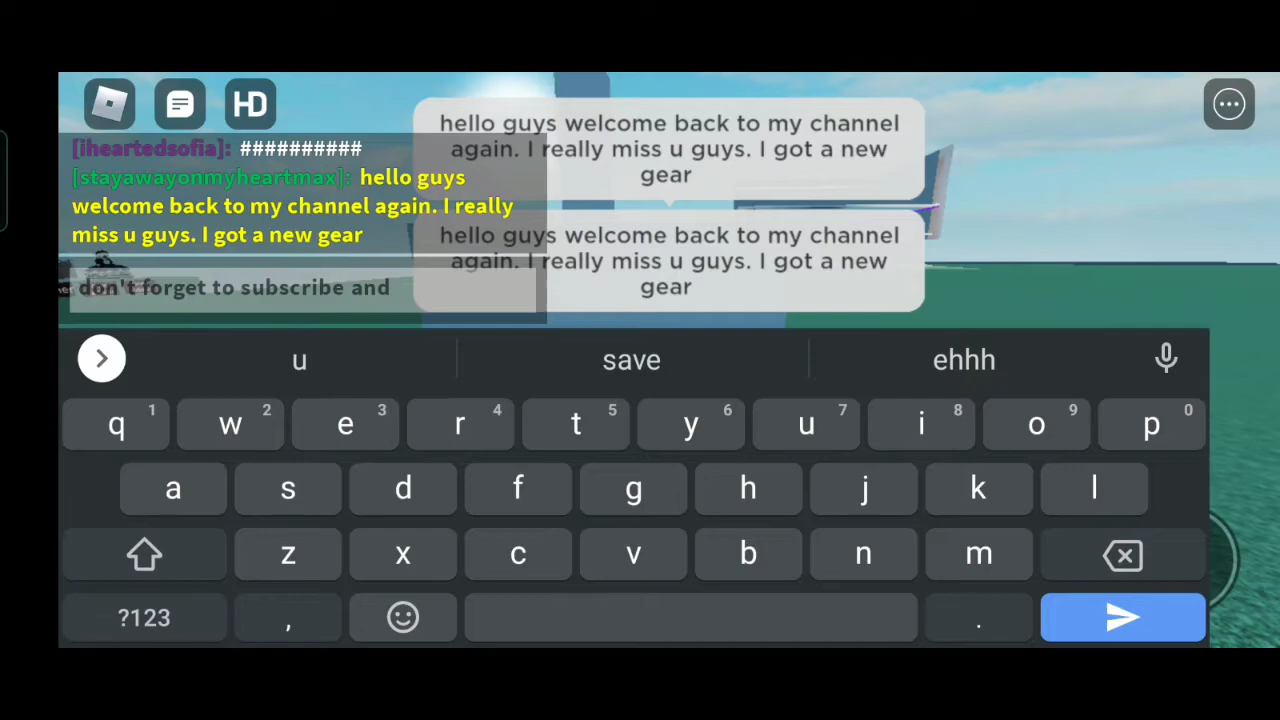 HD
hello guys welcome back to my channel
again. I really miss u guys. I got a new
gear
[iheartedsofia]: ##########
[stayawayonmyheartmax]: hello guys
welcome back to my channel again. I really
miss u guys. I got a new gear
hello guys welcome back to my channel
again. I really miss u guys. I got a new
gear
don't forget to subscribe and
u save ehhh
q 1 w 2 e 3 r 4 t 5 y 6 u 7 i 8 o 9 p 0
a s d f g h j k l
z x c v b n m
?123 , .